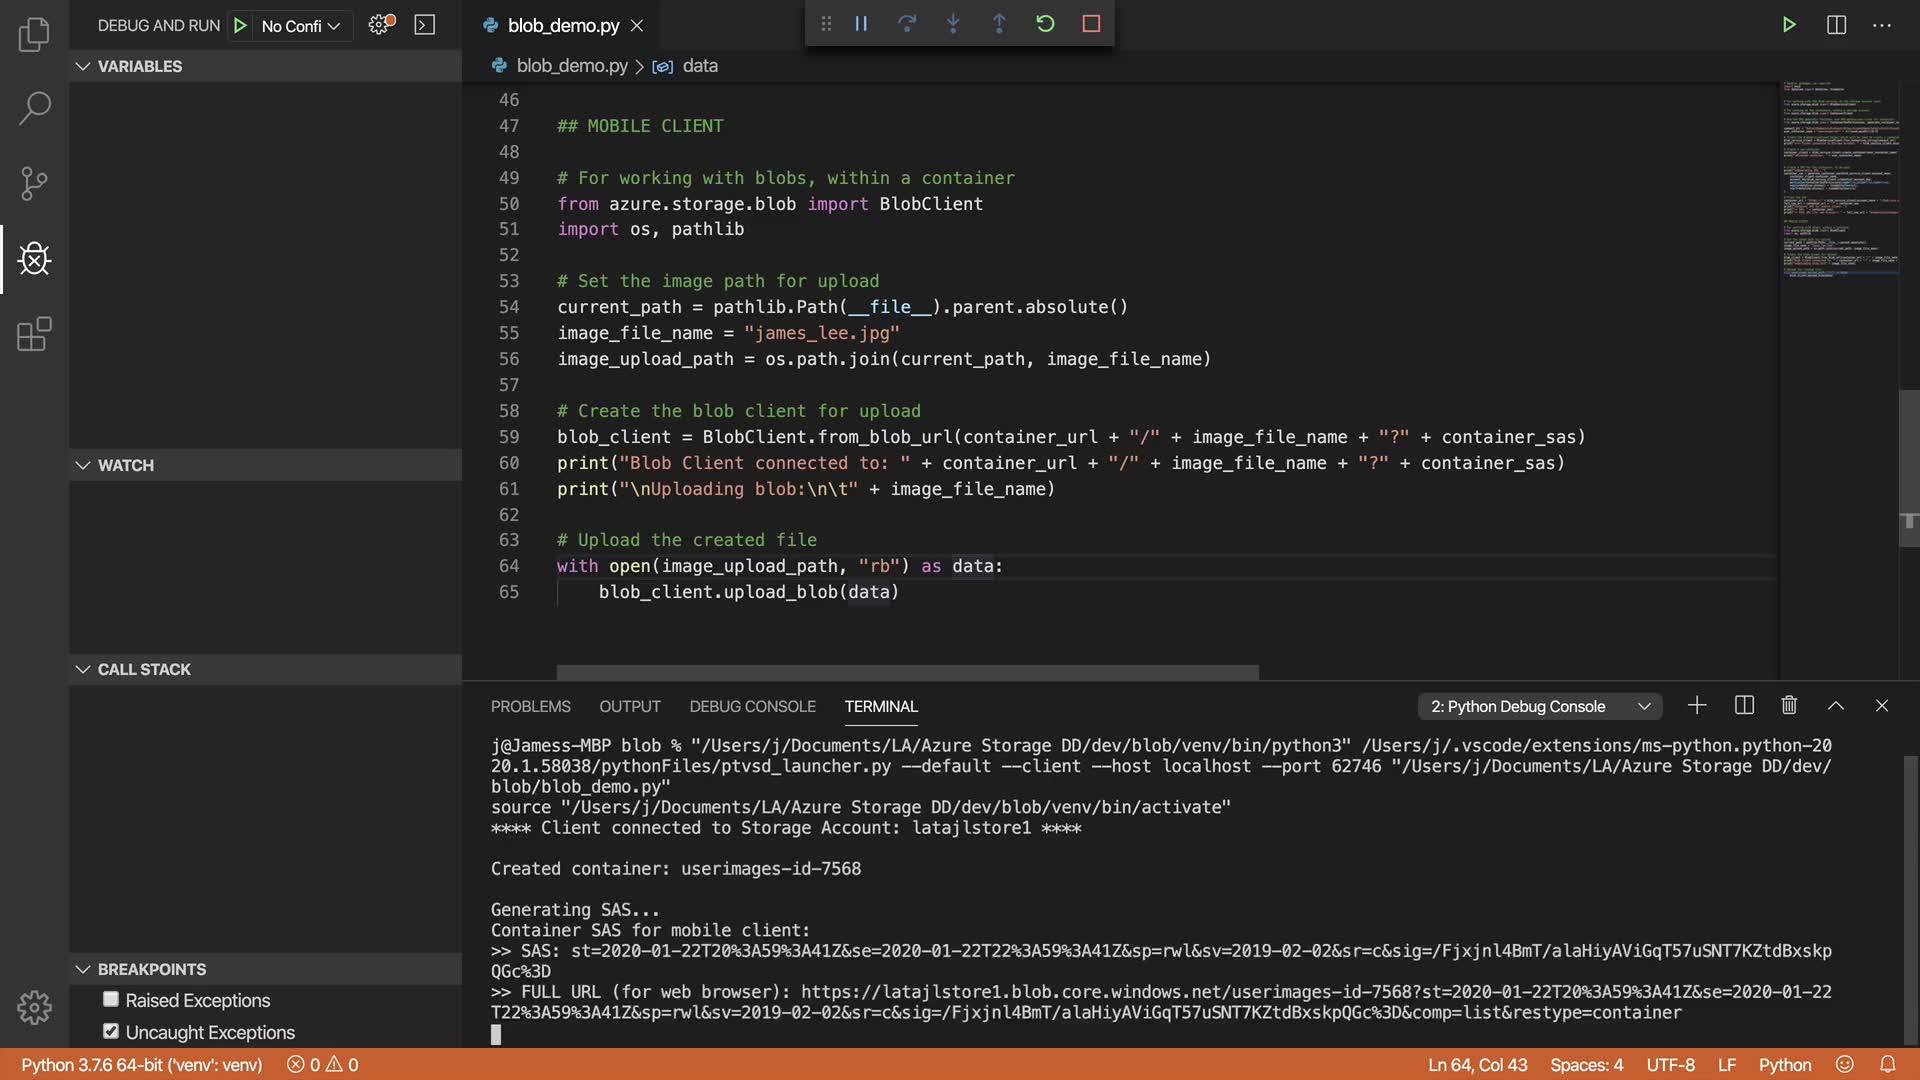 DEBUG AND RUN No Confi
blob_demo.py
blob_demo.py > data
VARIABLES
WATCH
CALL STACK
BREAKPOINTS
Raised Exceptions
Uncaught Exceptions
46
47 ## MOBILE CLIENT
48
49 # For working with blobs, within a container
50 from azure.storage.blob import BlobClient
51 import os, pathlib
52
53 # Set the image path for upload
54 current_path = pathlib.Path(__file__).parent.absolute()
55 image_file_name = "james_lee.jpg"
56 image_upload_path = os.path.join(current_path, image_file_name)
57
58 # Create the blob client for upload
59 blob_client = BlobClient.from_blob_url(container_url + "/" + image_file_name + "?" + container_sas)
60 print("Blob Client connected to: " + container_url + "/" + image_file_name + "?" + container_sas)
61 print("\nUploading blob:\n\t" + image_file_name)
62
63 # Upload the created file
64 with open(image_upload_path, "rb") as data:
65 blob_client.upload_blob(data)
PROBLEMS OUTPUT DEBUG CONSOLE TERMINAL 2: Python Debug Console
j@Jamess-MBP blob % "/Users/j/Documents/LA/Azure Storage DD/dev/blob/venv/bin/python3" /Users/j/.vscode/extensions/ms-python.python-20
20.1.58038/pythonFiles/ptvsd_launcher.py --default --client --host localhost --port 62746 "/Users/j/Documents/LA/Azure Storage DD/dev/
blob/blob_demo.py"
source "/Users/j/Documents/LA/Azure Storage DD/dev/blob/venv/bin/activate"
**** Client connected to Storage Account: latajlstore1 ****
Created container: userimages-id-7568
Generating SAS...
Container SAS for mobile client:
>> SAS: st=2020-01-22T20%3A59%3A41Z&se=2020-01-22T22%3A59%3A41Z&sp=rwl&sv=2019-02-02&sr=c&sig=/Fjxjnl4BmT/alaHiyAViGqT57uSNT7KZtdBxskp
QGc%3D
>> FULL URL (for web browser): https://latajlstore1.blob.core.windows.net/userimages-id-7568?st=2020-01-22T20%3A59%3A41Z&se=2020-01-22
T22%3A59%3A41Z&sp=rwl&sv=2019-02-02&sr=c&sig=/Fjxjnl4BmT/alaHiyAViGqT57uSNT7KZtdBxskpQGc%3D&comp=list&restype=container
Python 3.7.6 64-bit ('venv': venv) 0 0 Ln 64, Col 43 Spaces: 4 UTF-8 LF Python